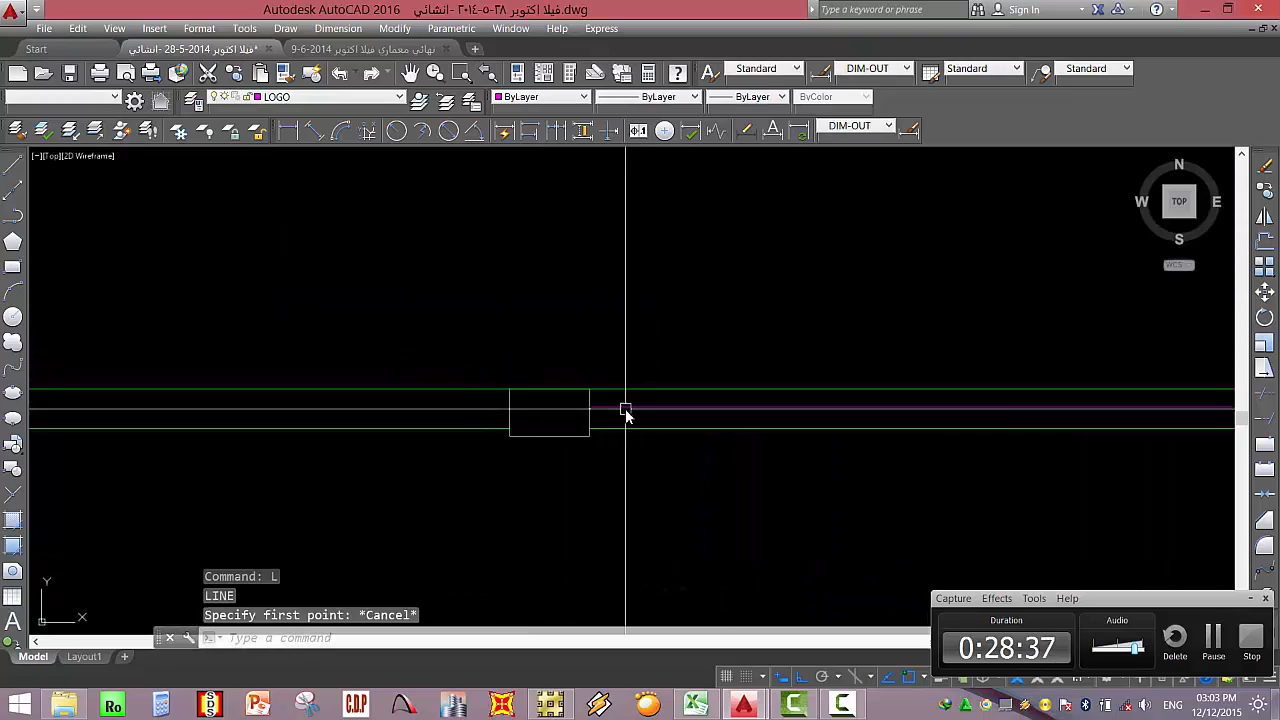 Autodesk AutoCAD 2016 فيلا اكتوبر ٢٨-٥-٢٠١٤ -انشائي.dwg
Type a keyword or phrase
Sign In
File Edit View Insert Format Tools Draw Dimension Modify Parametric Window Help Express
Start
فيلا اكتوبر 2014-5-28 -انشائي*
نهائي معماري فيلا اكتوبر 2014-6-9
Standard DIM-OUT Standard Standard
LOGO ByLayer ByLayer ByLayer ByColor
DIM-OUT
[−][Top][2D Wireframe]
N
W TOP E
S
WCS
Y
X
Command: L
LINE
Specify first point: *Cancel*
Type a command
Model Layout1
Capture Effects Tools Help
Duration Audio
0:28:37
Delete Pause Stop
Ro
SDS
C.D.P
ENG
03:03 PM
12/12/2015